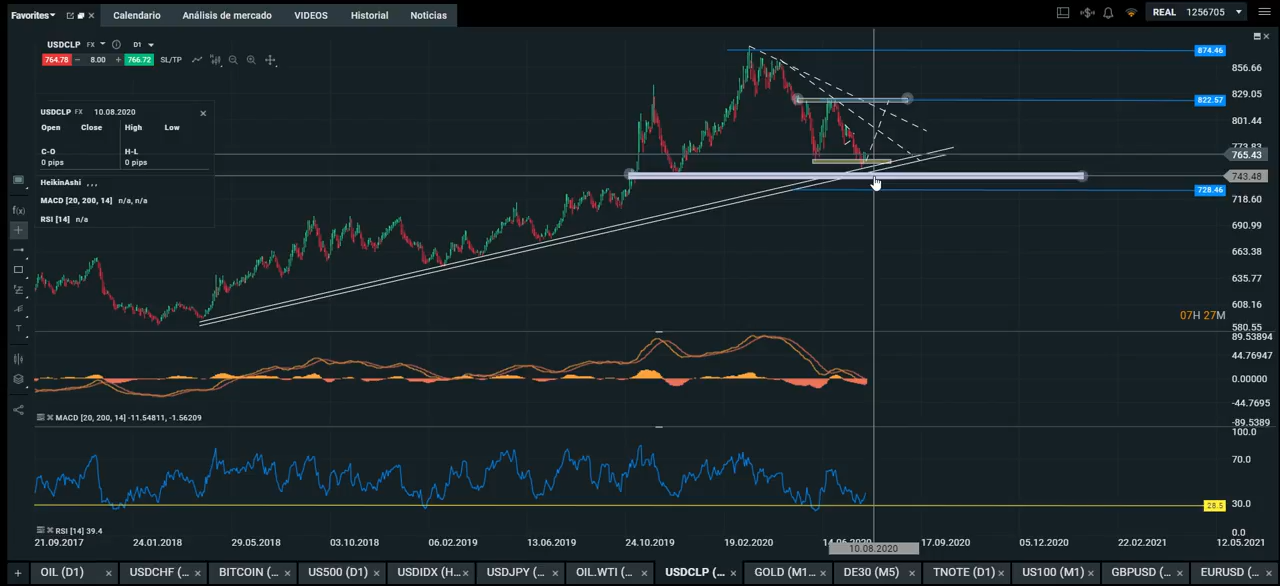 Favorites
Calendario
Análisis de mercado
VIDEOS
Historial
Noticias
REAL 1256705
USDCLP FX D1
764.78 − 8.00 + 766.72 SL/TP
USDCLP FX 10.08.2020
Open Close High Low
C-O H-L
0 pips 0 pips
HeikinAshi , , ,
MACD [20, 200, 14] n/a, n/a
RSI [14] n/a
874.46
856.66
829.05
822.57
801.44
765.43
743.48
728.46
718.60
690.99
663.38
635.77
608.16
07H 27M
580.55
89.53894
44.76947
0.00000
-44.7695
-89.5389
MACD [20, 200, 14] -11.54811, -1.56209
100.0
70.0
30.0
28.5
0.0
RSI [14] 39.4
21.09.2017 24.01.2018 29.05.2018 03.10.2018 06.02.2019 13.06.2019 24.10.2019 19.02.2020 17.09.2020 05.12.2020 22.02.2021 12.05.2021
10.08.2020
+ OIL (D1) USDCHF (... BITCOIN (... US500 (D1) USDIDX (H... USDJPY (... OIL.WTI (... USDCLP (... GOLD (M1... DE30 (M5) TNOTE (D1) US100 (M1) GBPUSD (... EURUSD (...